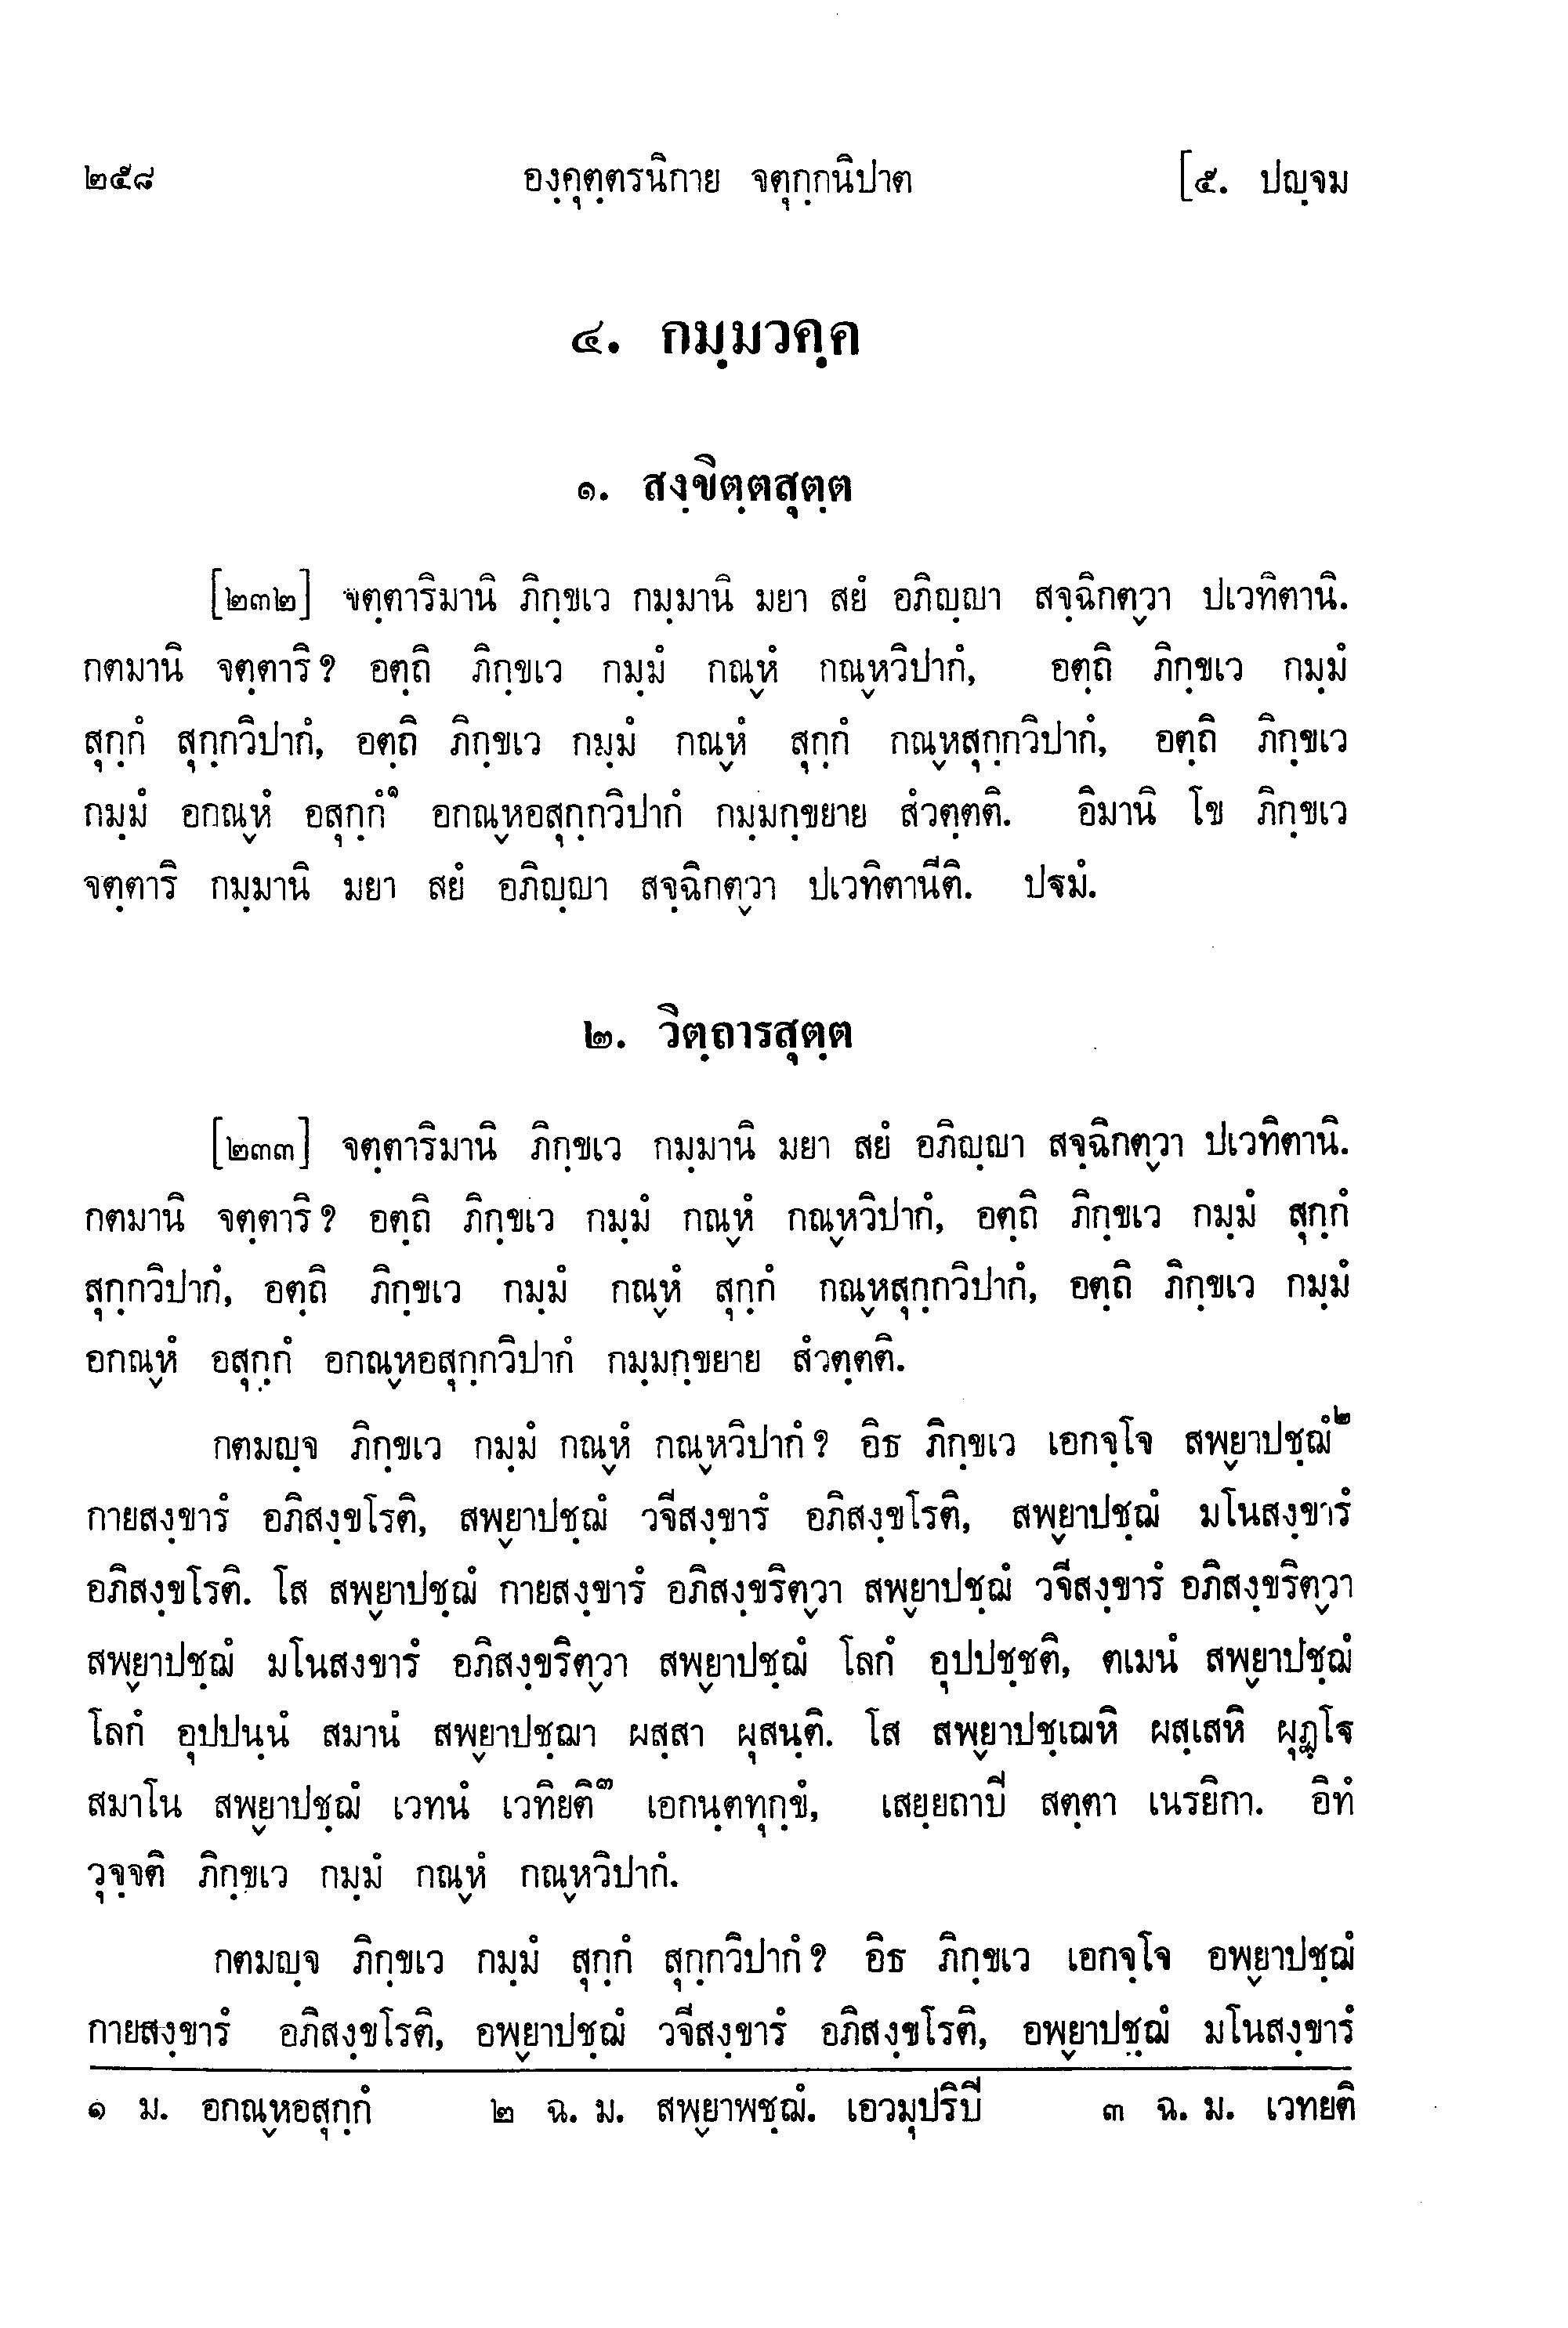 ๒๕๘ องฺคุตฺตรนิกาย จตุกฺกนิปาต [๕. ปญฺจม
๔. กมฺมวคฺค
๑. สงฺขิตฺตสุตฺต
[๒๓๒] จตฺตาริมานิ ภิกฺขเว กมฺมานิ มยา สยํ อภิญฺญา สจฺฉิกตฺวา ปเวทิตานิ.
กตมานิ จตฺตาริ? อตฺถิ ภิกฺขเว กมฺมํ กณฺหํ กณฺหวิปากํ, อตฺถิ ภิกฺขเว กมฺมํ
สุกฺกํ สุกฺกวิปากํ, อตฺถิ ภิกฺขเว กมฺมํ กณฺหํ สุกฺกํ กณฺหสุกฺกวิปากํ, อตฺถิ ภิกฺขเว
กมฺมํ อกณฺหํ อสุกฺกํ๑ อกณฺหอสุกฺกวิปากํ กมฺมกฺขยาย สํวตฺตติ. อิมานิ โข ภิกฺขเว
จตฺตาริ กมฺมานิ มยา สยํ อภิญฺญา สจฺฉิกตฺวา ปเวทิตานีติ. ปฐมํ.
๒. วิตฺถารสุตฺต
[๒๓๓] จตฺตาริมานิ ภิกฺขเว กมฺมานิ มยา สยํ อภิญฺญา สจฺฉิกตฺวา ปเวทิตานิ.
กตมานิ จตฺตาริ? อตฺถิ ภิกฺขเว กมฺมํ กณฺหํ กณฺหวิปากํ, อตฺถิ ภิกฺขเว กมฺมํ สุกฺกํ
สุกฺกวิปากํ, อตฺถิ ภิกฺขเว กมฺมํ กณฺหํ สุกฺกํ กณฺหสุกฺกวิปากํ, อตฺถิ ภิกฺขเว กมฺมํ
อกณฺหํ อสุกฺกํ อกณฺหอสุกฺกวิปากํ กมฺมกฺขยาย สํวตฺตติ.
กตมญฺจ ภิกฺขเว กมฺมํ กณฺหํ กณฺหวิปากํ? อิธ ภิกฺขเว เอกจฺโจ สพฺยาปชฺฌํ๒
กายสงฺขารํ อภิสงฺขโรติ, สพฺยาปชฺฌํ วจีสงฺขารํ อภิสงฺขโรติ, สพฺยาปชฺฌํ มโนสงฺขารํ
อภิสงฺขโรติ. โส สพฺยาปชฺฌํ กายสงฺขารํ อภิสงฺขริตฺวา สพฺยาปชฺฌํ วจีสงฺขารํ อภิสงฺขริตฺวา
สพฺยาปชฺฌํ มโนสงขารํ อภิสงฺขริตฺวา สพฺยาปชฺฌํ โลกํ อุปปชฺชติ, ตเมนํ สพฺยาปชฺฌํ
โลกํ อุปปนฺนํ สมานํ สพฺยาปชฺฌา ผสฺสา ผุสนฺติ. โส สพฺยาปชฺเฌหิ ผสฺเสหิ ผุฏฺโฐ
สมาโน สพฺยาปชฺฌํ เวทนํ เวทิยติ๓ เอกนฺตทุกฺขํ, เสยฺยถาปี สตฺตา เนรยิกา. อิทํ
วุจฺจติ ภิกฺขเว กมฺมํ กณฺหํ กณฺหวิปากํ.
กตมญฺจ ภิกฺขเว กมฺมํ สุกฺกํ สุกฺกวิปากํ? อิธ ภิกฺขเว เอกจฺโจ อพฺยาปชฺฌํ
กายสงฺขารํ อภิสงฺขโรติ, อพฺยาปชฺฌํ วจีสงฺขารํ อภิสงฺขโรติ, อพฺยาปชฺฌํ มโนสงฺขารํ
๑ ม. อกณฺหอสุกฺกํ ๒ ฉ. ม. สพฺยาพชฺฌํ. เอวมุปริปี ๓ ฉ. ม. เวทยติ